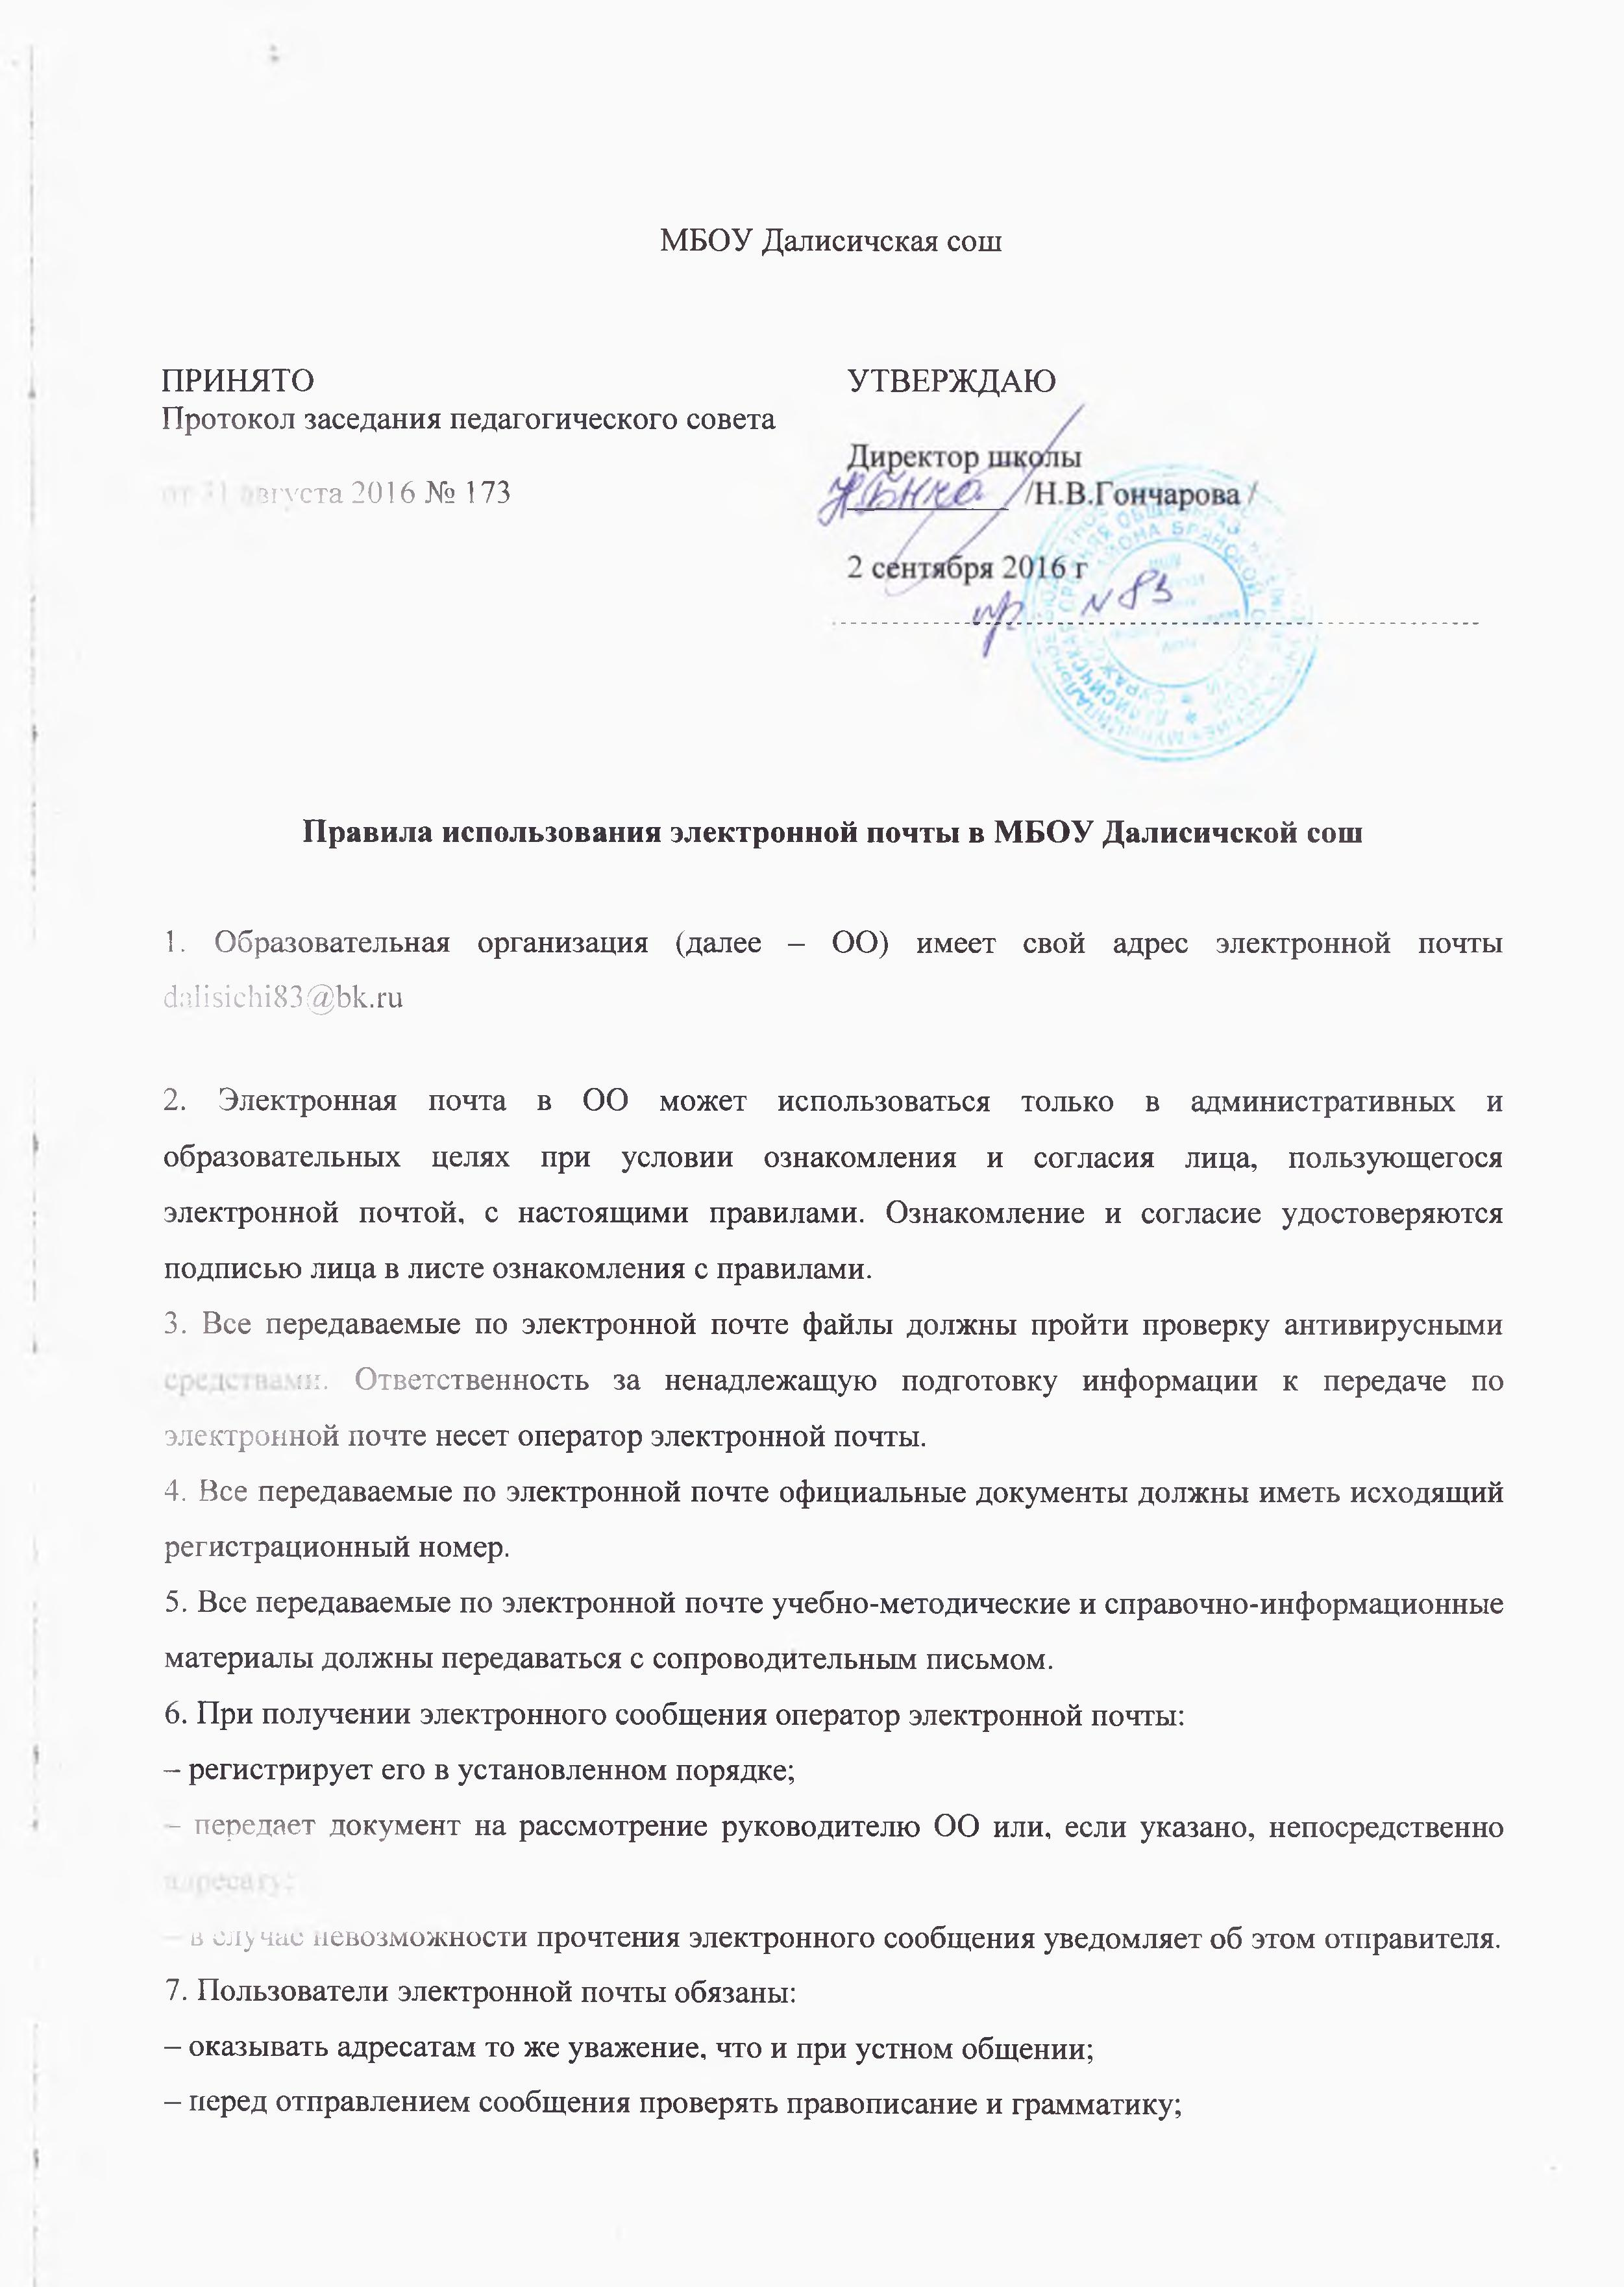 МБОУ Далисичская сош
ПРИНЯТО
Протокол заседания педагогического совета
от 31 августа 2016 № 173
УТВЕРЖДАЮ
Директор школы
/Н.В.Гончарова /
2 сентября 2016 г
пр N 83
Правила использования электронной почты в МБОУ Далисичской сош
1. Образовательная организация (далее – ОО) имеет свой адрес электронной почты
dalisichi83@bk.ru
2. Электронная почта в ОО может использоваться только в административных и
образовательных целях при условии ознакомления и согласия лица, пользующегося
электронной почтой, с настоящими правилами. Ознакомление и согласие удостоверяются
подписью лица в листе ознакомления с правилами.
3. Все передаваемые по электронной почте файлы должны пройти проверку антивирусными
средствами. Ответственность за ненадлежащую подготовку информации к передаче по
электронной почте несет оператор электронной почты.
4. Все передаваемые по электронной почте официальные документы должны иметь исходящий
регистрационный номер.
5. Все передаваемые по электронной почте учебно-методические и справочно-информационные
материалы должны передаваться с сопроводительным письмом.
6. При получении электронного сообщения оператор электронной почты:
– регистрирует его в установленном порядке;
– передает документ на рассмотрение руководителю ОО или, если указано, непосредственно
адресату;
– в случае невозможности прочтения электронного сообщения уведомляет об этом отправителя.
7. Пользователи электронной почты обязаны:
– оказывать адресатам то же уважение, что и при устном общении;
– перед отправлением сообщения проверять правописание и грамматику;